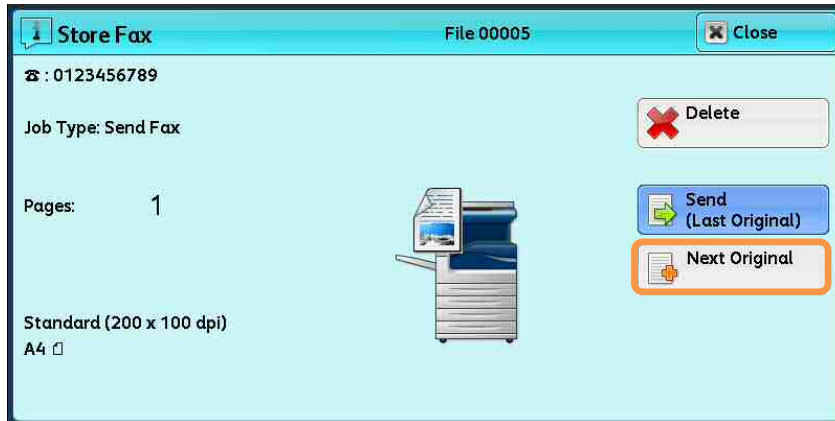 Store Fax
File 00005
Close
☎ : 0123456789
Job Type: Send Fax
Delete
Pages: 1
Send
(Last Original)
Next Original
Standard (200 x 100 dpi)
A4